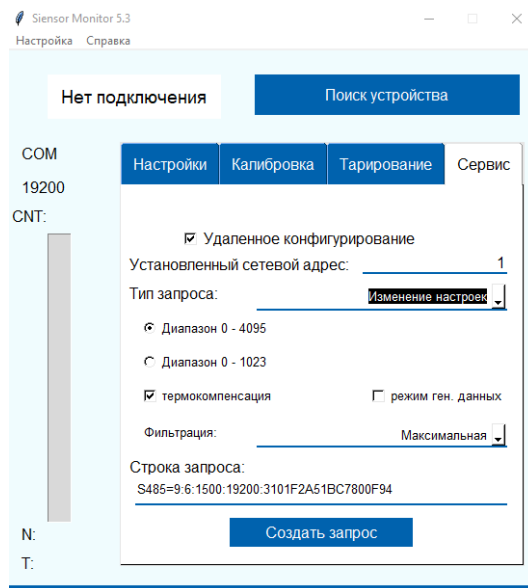 Siensor Monitor 5.3
Настройка Справка
Нет подключения
Поиск устройства
COM
19200
CNT:
Настройки Калибровка Тарирование Сервис
Удаленное конфигурирование
Установленный сетевой адрес: 1
Тип запроса: Изменение настроек
Диапазон 0 - 4095
Диапазон 0 - 1023
термокомпенсация режим ген. данных
Фильтрация: Максимальная
Строка запроса:
S485=9:6:1500:19200:3101F2A51BC7800F94
Создать запрос
N:
T: